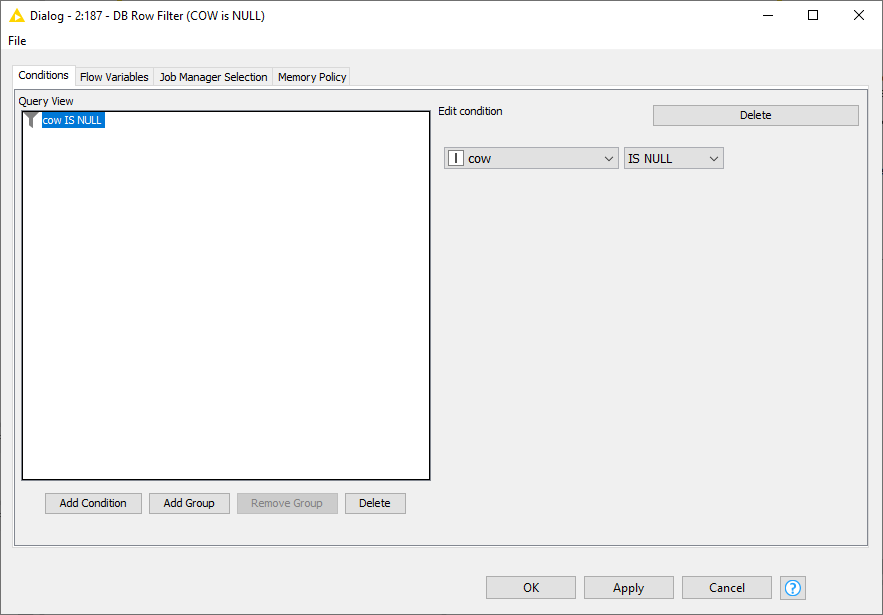 Dialog - 2:187 - DB Row Filter (COW is NULL)
File
Conditions Flow Variables Job Manager Selection Memory Policy
Query View
cow IS NULL
Edit condition
Delete
I cow IS NULL
Add Condition Add Group Remove Group Delete
OK Apply Cancel ?